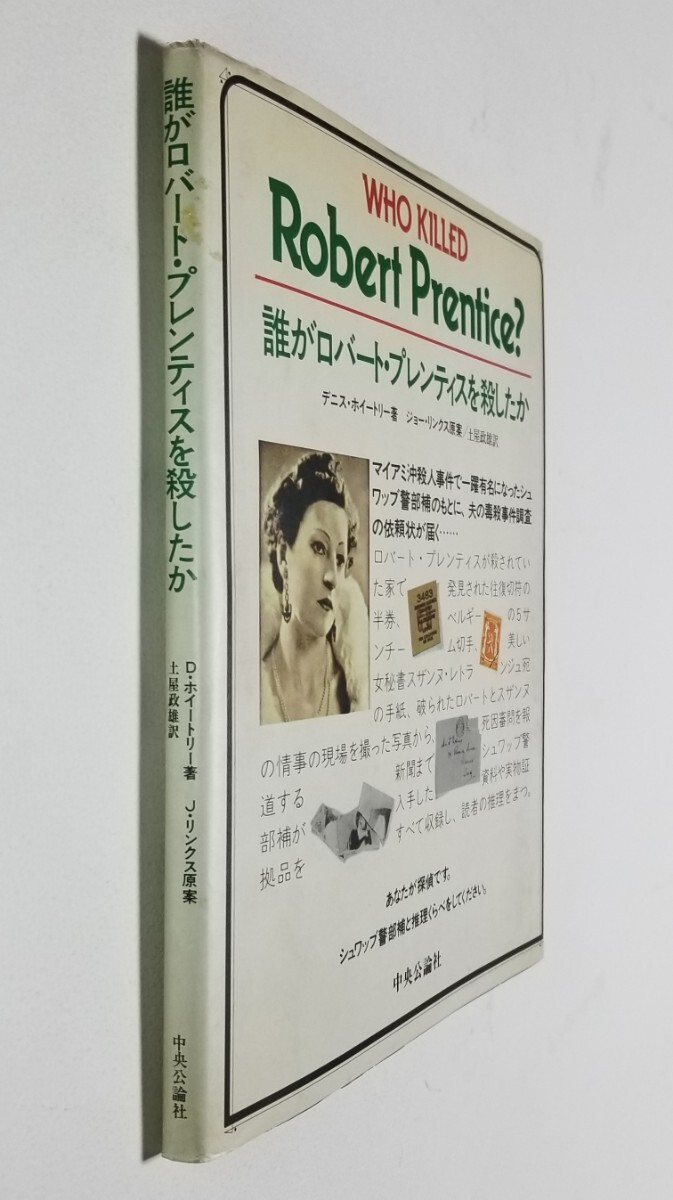 誰がロバート・プレンティスを殺したか
D・ホイートリー著 J・リンクス原案
土屋政雄訳
中央公論社
WHO KILLED
Robert Prentice?
誰がロバート・プレンティスを殺したか
デニス・ホイートリー著 ジョー・リンクス原案/土屋政雄訳
マイアミ沖殺人事件で一躍有名になったシュ
ワップ警部補のもとに、夫の毒殺事件調査
の依頼状が届く……
ロバート・プレンティスが殺されてい
た家で 発見された往復切符の
半券、 ベルギー の5サ
ンチー ム切手、 美しい
女秘書スザンヌ・レトランジュ宛
の手紙、破られたロバートとスザンヌ
の情事の現場を撮った写真から、 死因審問を報
道する 新聞まで シュワップ警
部補が 入手した 資料や実物証
拠品を すべて収録し、読者の推理をまつ。
3453
あなたが探偵です。
シュワップ警部補と推理くらべをしてください。
中央公論社